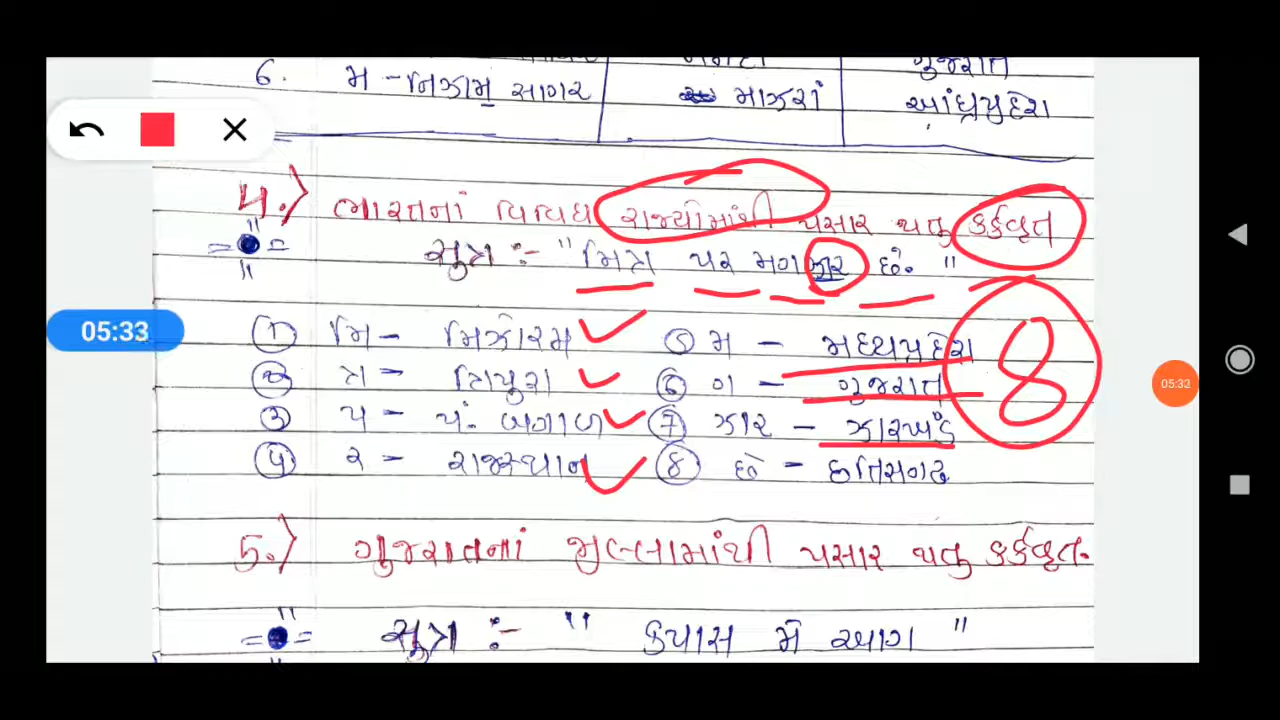 ગુજરાત
6. મ - નિઝામ સાગર માઝરાં આંધ્રપ્રદેશ
4.) ભારતનાં વિવિધ રાજ્યોમાંથી પસાર થતુ કર્કવૃત
સુત્ર :- "મિત્ર પર મગ ઝાર છે."
05:33
05:32
① મિ - મિઝોરમ ⑤ મ - મધ્યપ્રદેશ
② ત્ર - ત્રિપુરા ⑥ ગ - ગુજરાત
③ પ - પં. બંગાળ ⑦ ઝાર - ઝારખંડ
④ ર - રાજસ્થાન ⑧ છે - છત્તિસગઢ
8
5.) ગુજરાતનાં જીલ્લામાંથી પસાર થતુ કર્કવૃત.
સુત્ર :- "કપાસ મેં આગ"